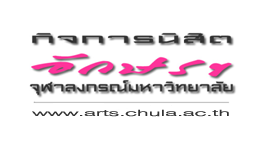 กิจการนิสิต
อักษรฯ
จุฬาลงกรณ์มหาวิทยาลัย
www.arts.chula.ac.th